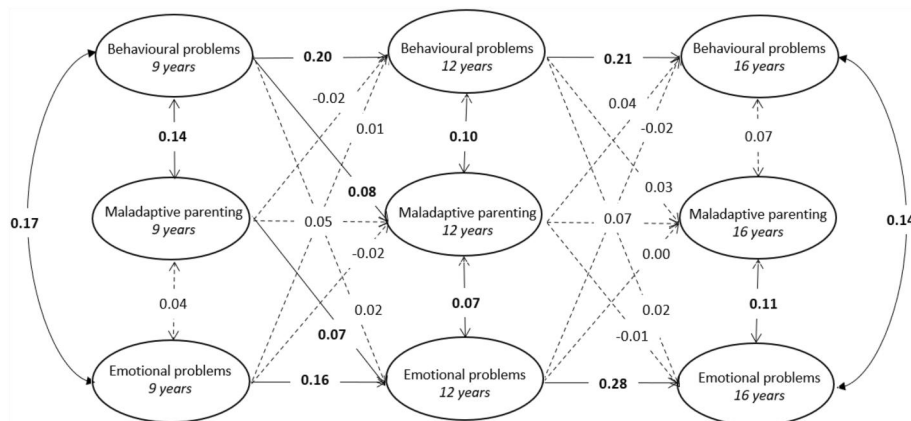 Behavioural problems
9 years
Behavioural problems
12 years
Behavioural problems
16 years
0.20
0.21
-0.02
0.01
0.04
-0.02
0.14
0.10
0.07
0.08
0.03
Maladaptive parenting
9 years
Maladaptive parenting
12 years
Maladaptive parenting
16 years
0.17
0.05
0.07
0.14
-0.02
0.00
0.04
0.02
0.07
0.07
0.02
-0.01
0.11
Emotional problems
9 years
Emotional problems
12 years
Emotional problems
16 years
0.16
0.28